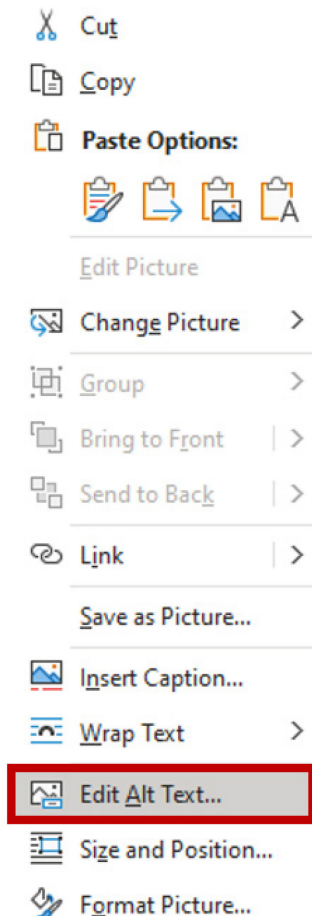 Cut
Copy
Paste Options:
A
Edit Picture
Change Picture
Group
Bring to Front
Send to Back
Link
Save as Picture...
Insert Caption...
Wrap Text
Edit Alt Text...
Size and Position...
Format Picture...